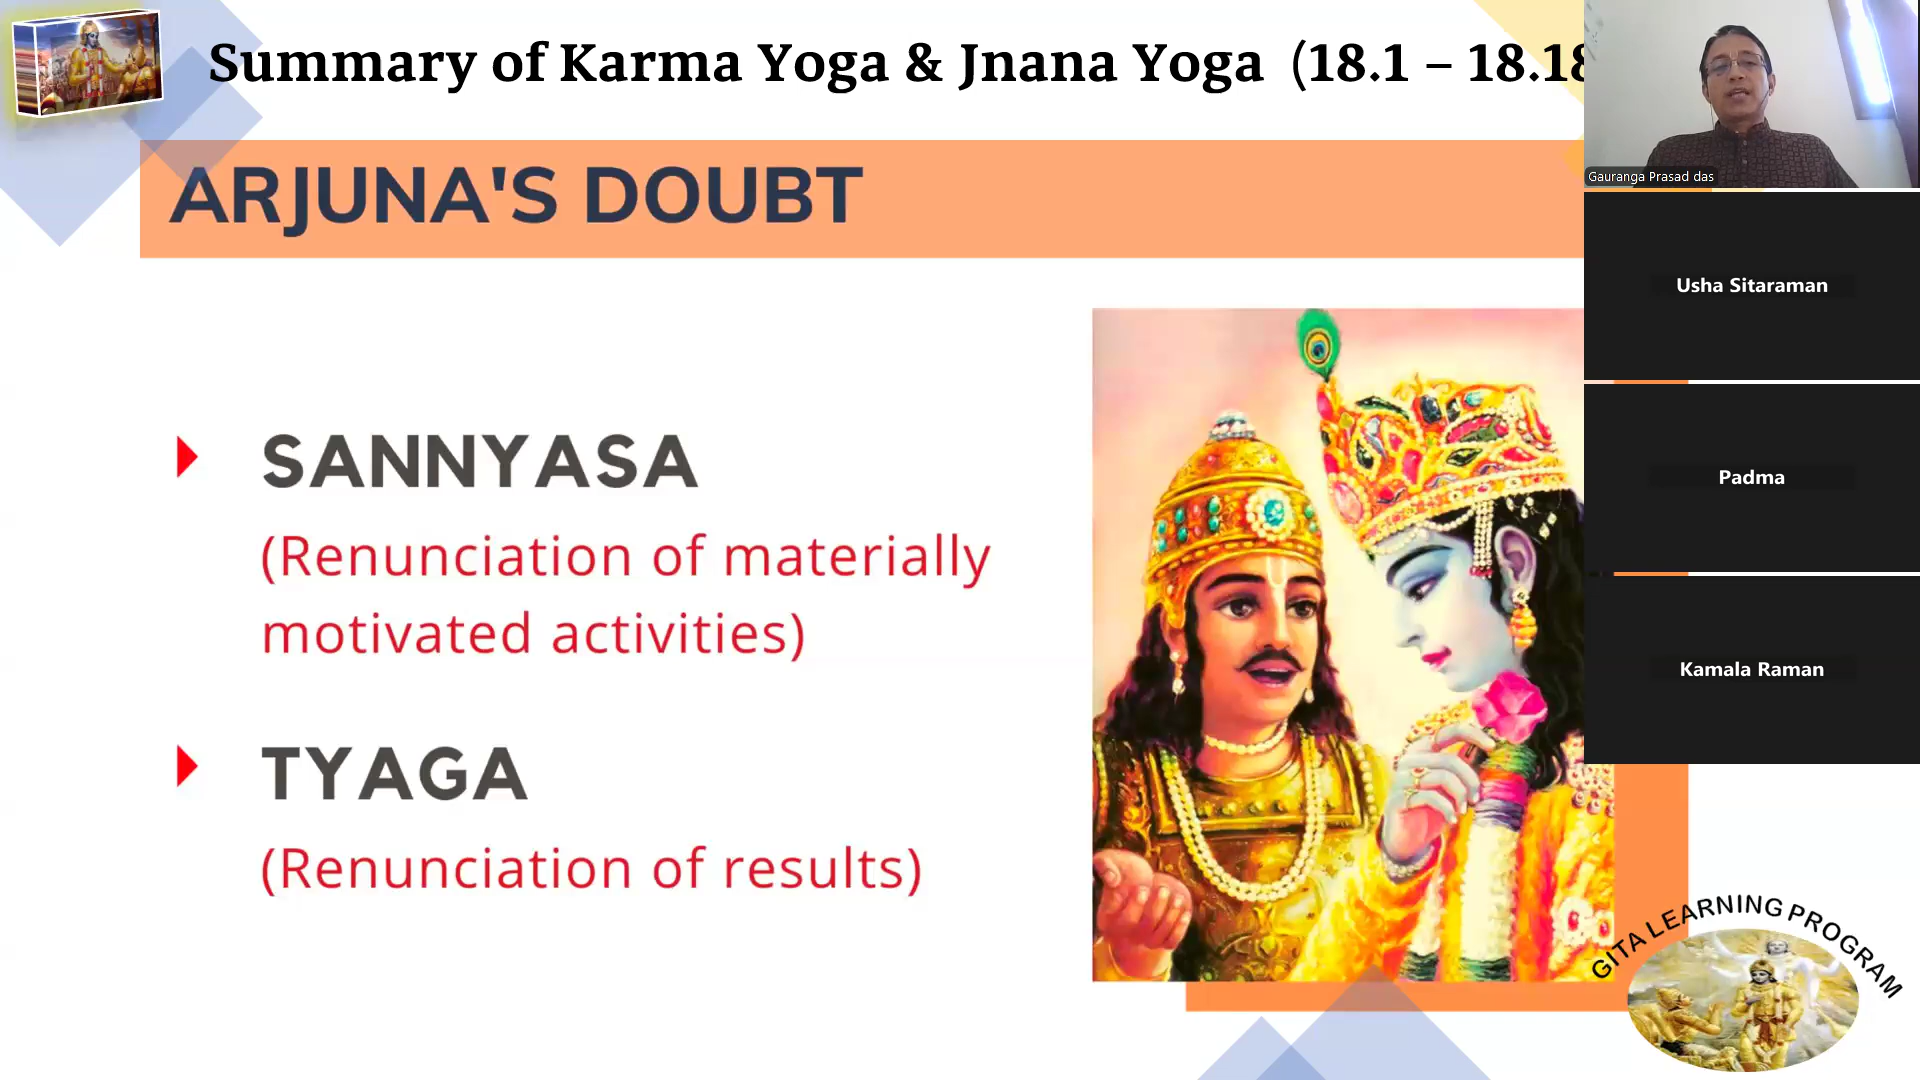 Summary of Karma Yoga & Jnana Yoga (18.1 – 18.18
ARJUNA'S DOUBT
SANNYASA
(Renunciation of materially
motivated activities)
TYAGA
(Renunciation of results)
Gauranga Prasad das
Usha Sitaraman
Padma
Kamala Raman
GITA LEARNING PROGRAM